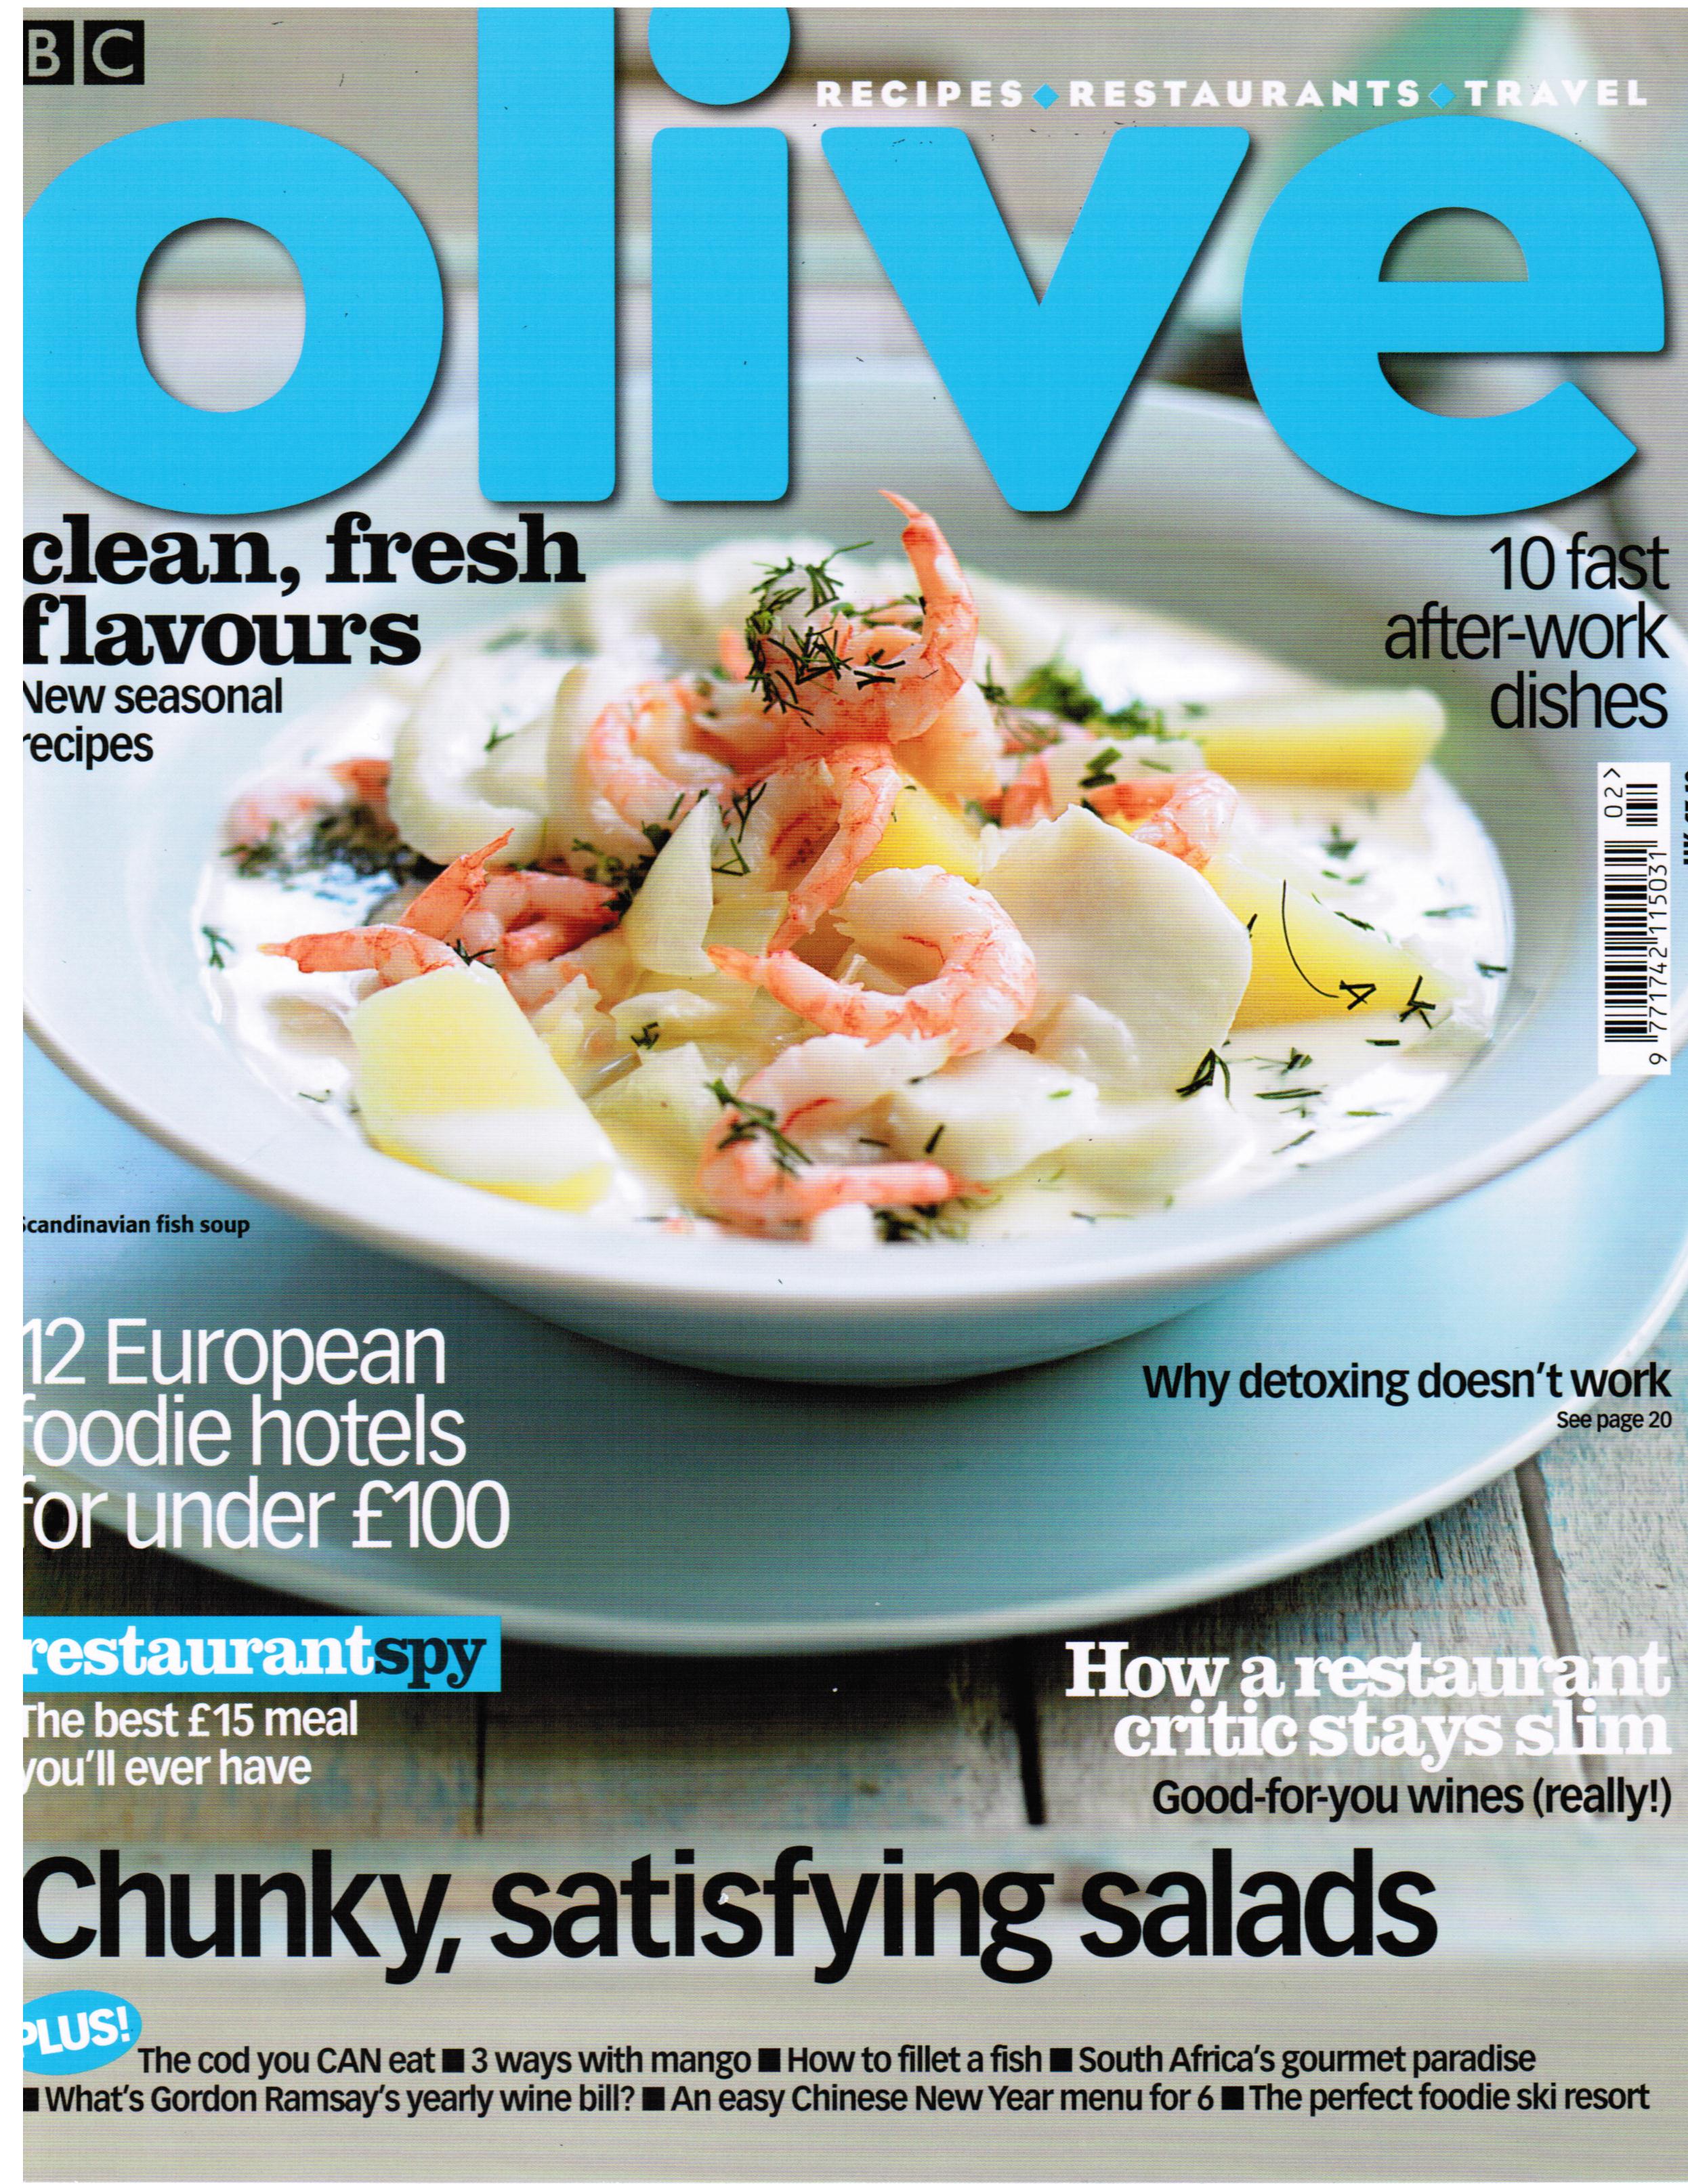 BC
RECIPES◆RESTAURANTS◆TRAVEL
olive
clean, fresh
flavours
New seasonal
recipes
10 fast
after-work
dishes
02>
9 771742 115031
Scandinavian fish soup
12 European
foodie hotels
for under £100
Why detoxing doesn't work
See page 20
restaurantspy
The best £15 meal
you'll ever have
How a restaurant
critic stays slim
Good-for-you wines (really!)
Chunky, satisfying salads
PLUS!
The cod you CAN eat ■ 3 ways with mango ■ How to fillet a fish ■ South Africa's gourmet paradise
■ What's Gordon Ramsay's yearly wine bill? ■ An easy Chinese New Year menu for 6 ■ The perfect foodie ski resort